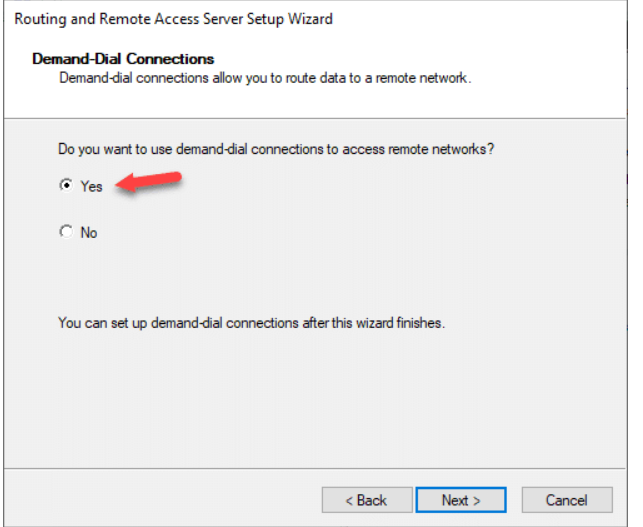 Routing and Remote Access Server Setup Wizard
Demand-Dial Connections
Demand-dial connections allow you to route data to a remote network.
Do you want to use demand-dial connections to access remote networks?
Yes
No
You can set up demand-dial connections after this wizard finishes.
< Back Next > Cancel